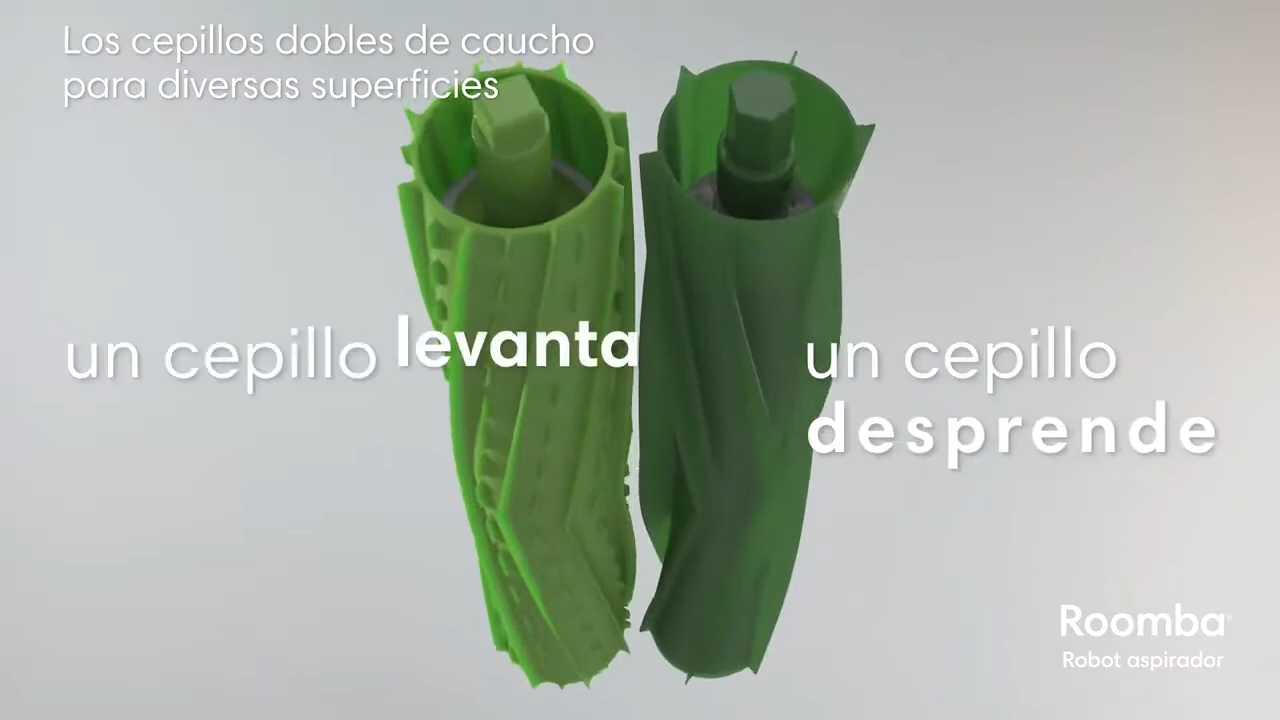 Los cepillos dobles de caucho
para diversas superficies
un cepillo levanta
un cepillo
desprende
Roomba
Robot aspirador